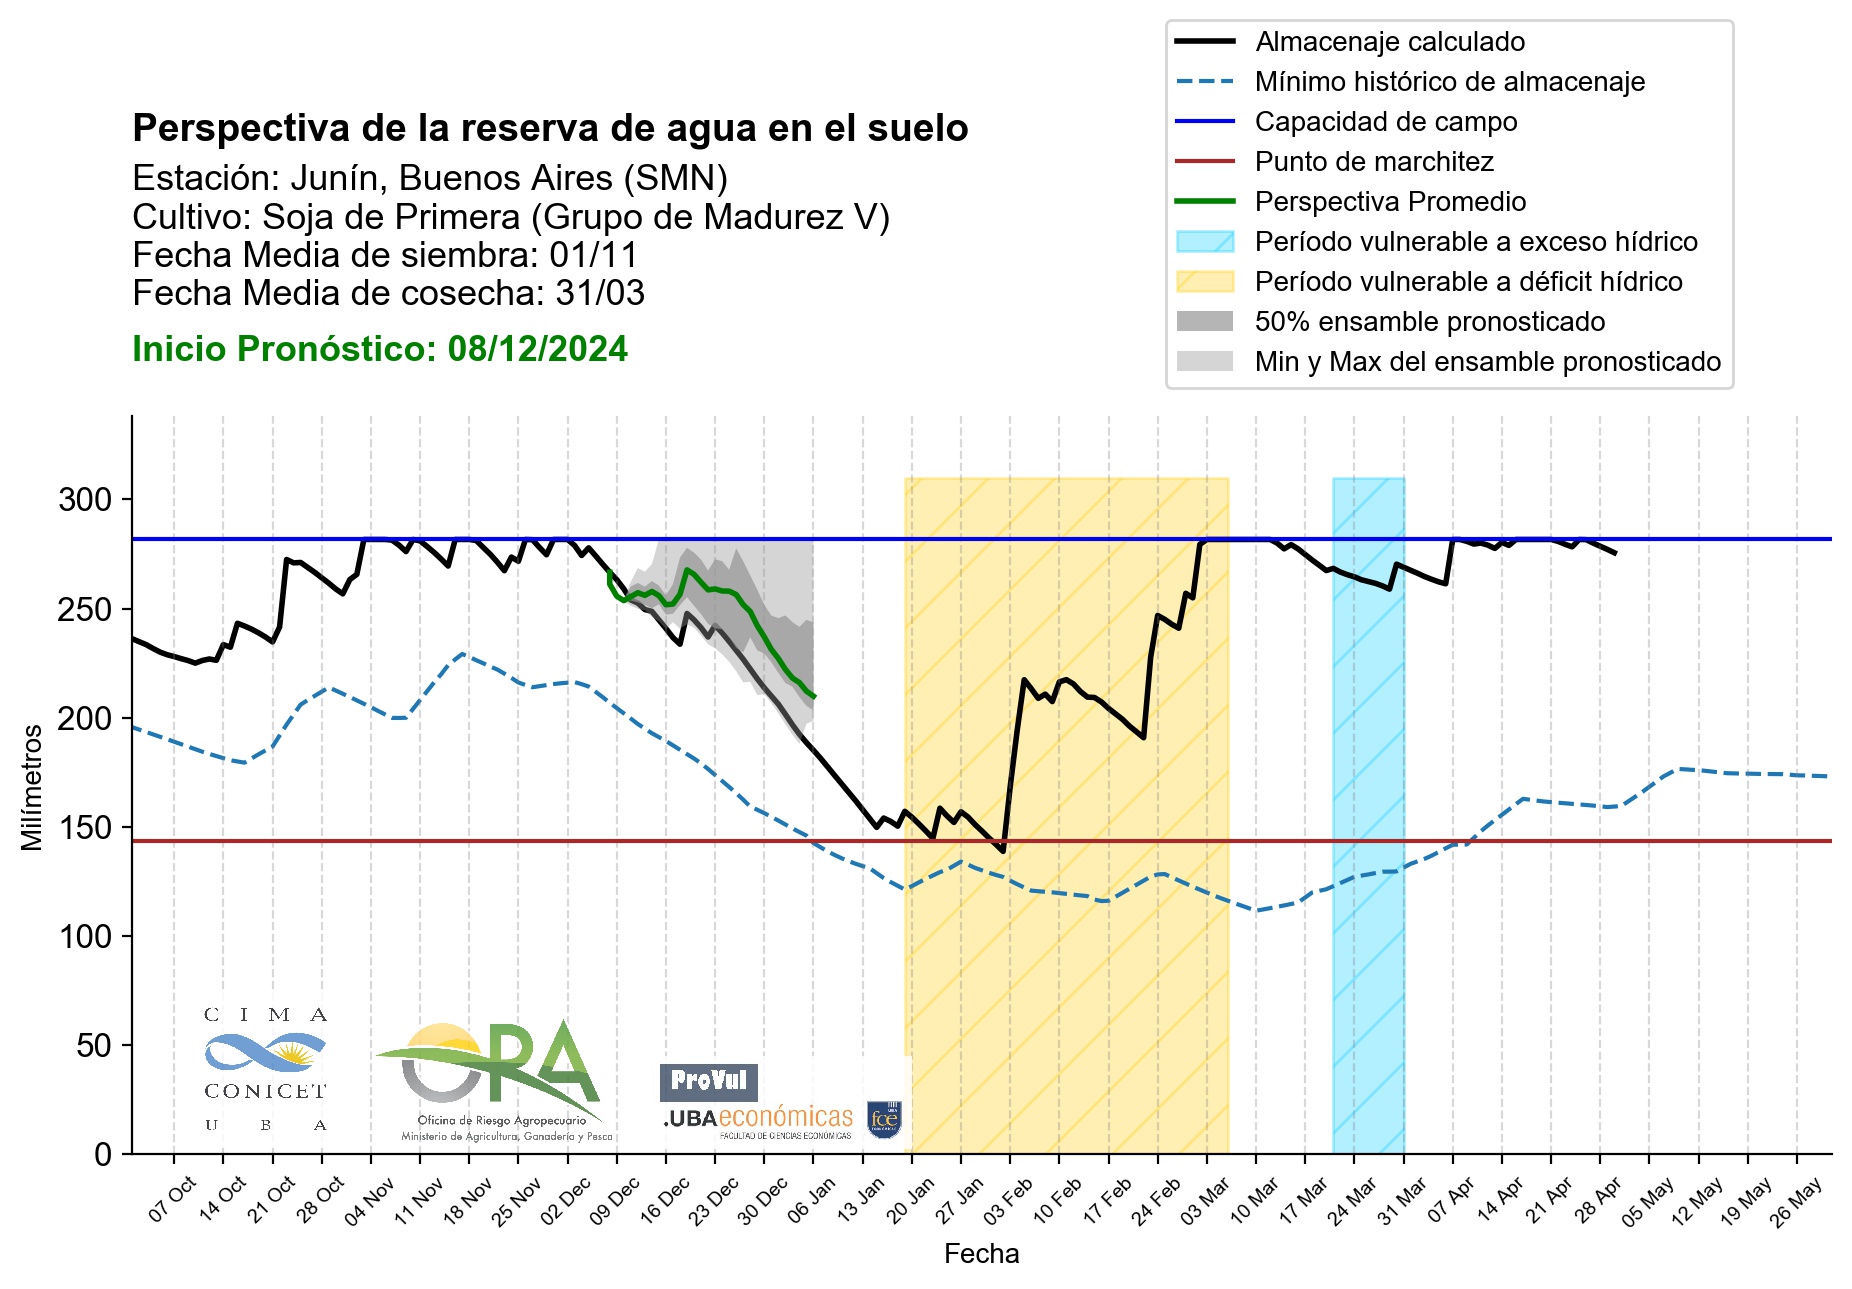 Almacenaje calculado
Mínimo histórico de almacenaje
Capacidad de campo
Punto de marchitez
Perspectiva Promedio
Período vulnerable a exceso hídrico
Período vulnerable a déficit hídrico
50% ensamble pronosticado
Min y Max del ensamble pronosticado
Perspectiva de la reserva de agua en el suelo
Estación: Junín, Buenos Aires (SMN)
Cultivo: Soja de Primera (Grupo de Madurez V)
Fecha Media de siembra: 01/11
Fecha Media de cosecha: 31/03
Inicio Pronóstico: 08/12/2024
300
250
200
150
100
50
0
Milímetros
CIMA
CONICET
UBA
ORA
Oficina de Riesgo Agropecuario
Ministerio de Agricultura, Ganadería y Pesca
ProVul
.UBAeconómicas
FACULTAD DE CIENCIAS ECONÓMICAS
UBA
fce
ECONÓMICAS
07 Oct
14 Oct
21 Oct
28 Oct
04 Nov
11 Nov
18 Nov
25 Nov
02 Dec
09 Dec
16 Dec
23 Dec
30 Dec
06 Jan
13 Jan
20 Jan
27 Jan
03 Feb
10 Feb
17 Feb
24 Feb
03 Mar
10 Mar
17 Mar
24 Mar
31 Mar
07 Apr
14 Apr
21 Apr
28 Apr
05 May
12 May
19 May
26 May
Fecha